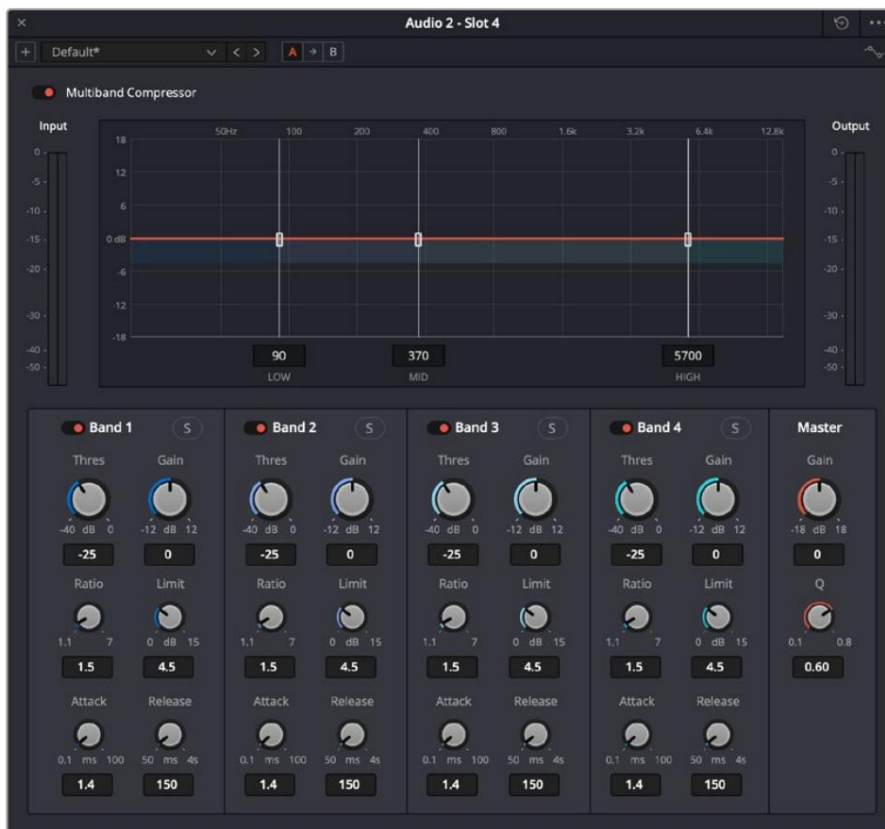 Audio 2 - Slot 4
Default* A B
Multiband Compressor
Input Output
50Hz 100 200 400 800 1.6k 3.2k 6.4k 12.8k
18
12
6
0 dB
-6
-12
-18
0 0
-5 -5
-10 -10
-15 -15
-20 -20
-30 -30
-40 -40
-50 -50
90 370 5700
LOW MID HIGH
Band 1 S Band 2 S Band 3 S Band 4 S Master
Thres Gain Thres Gain Thres Gain Thres Gain Gain
-40 dB 0 -12 dB 12 -40 dB 0 -12 dB 12 -40 dB 0 -12 dB 12 -40 dB 0 -12 dB 12 -18 dB 18
-25 0 -25 0 -25 0 -25 0 0
Ratio Limit Ratio Limit Ratio Limit Ratio Limit Q
1.1 7 0 dB 15 1.1 7 0 dB 15 1.1 7 0 dB 15 1.1 7 0 dB 15 0.1 0.8
1.5 4.5 1.5 4.5 1.5 4.5 1.5 4.5 0.60
Attack Release Attack Release Attack Release Attack Release
0.1 ms 100 50 ms 4s 0.1 ms 100 50 ms 4s 0.1 ms 100 50 ms 4s 0.1 ms 100 50 ms 4s
1.4 150 1.4 150 1.4 150 1.4 150